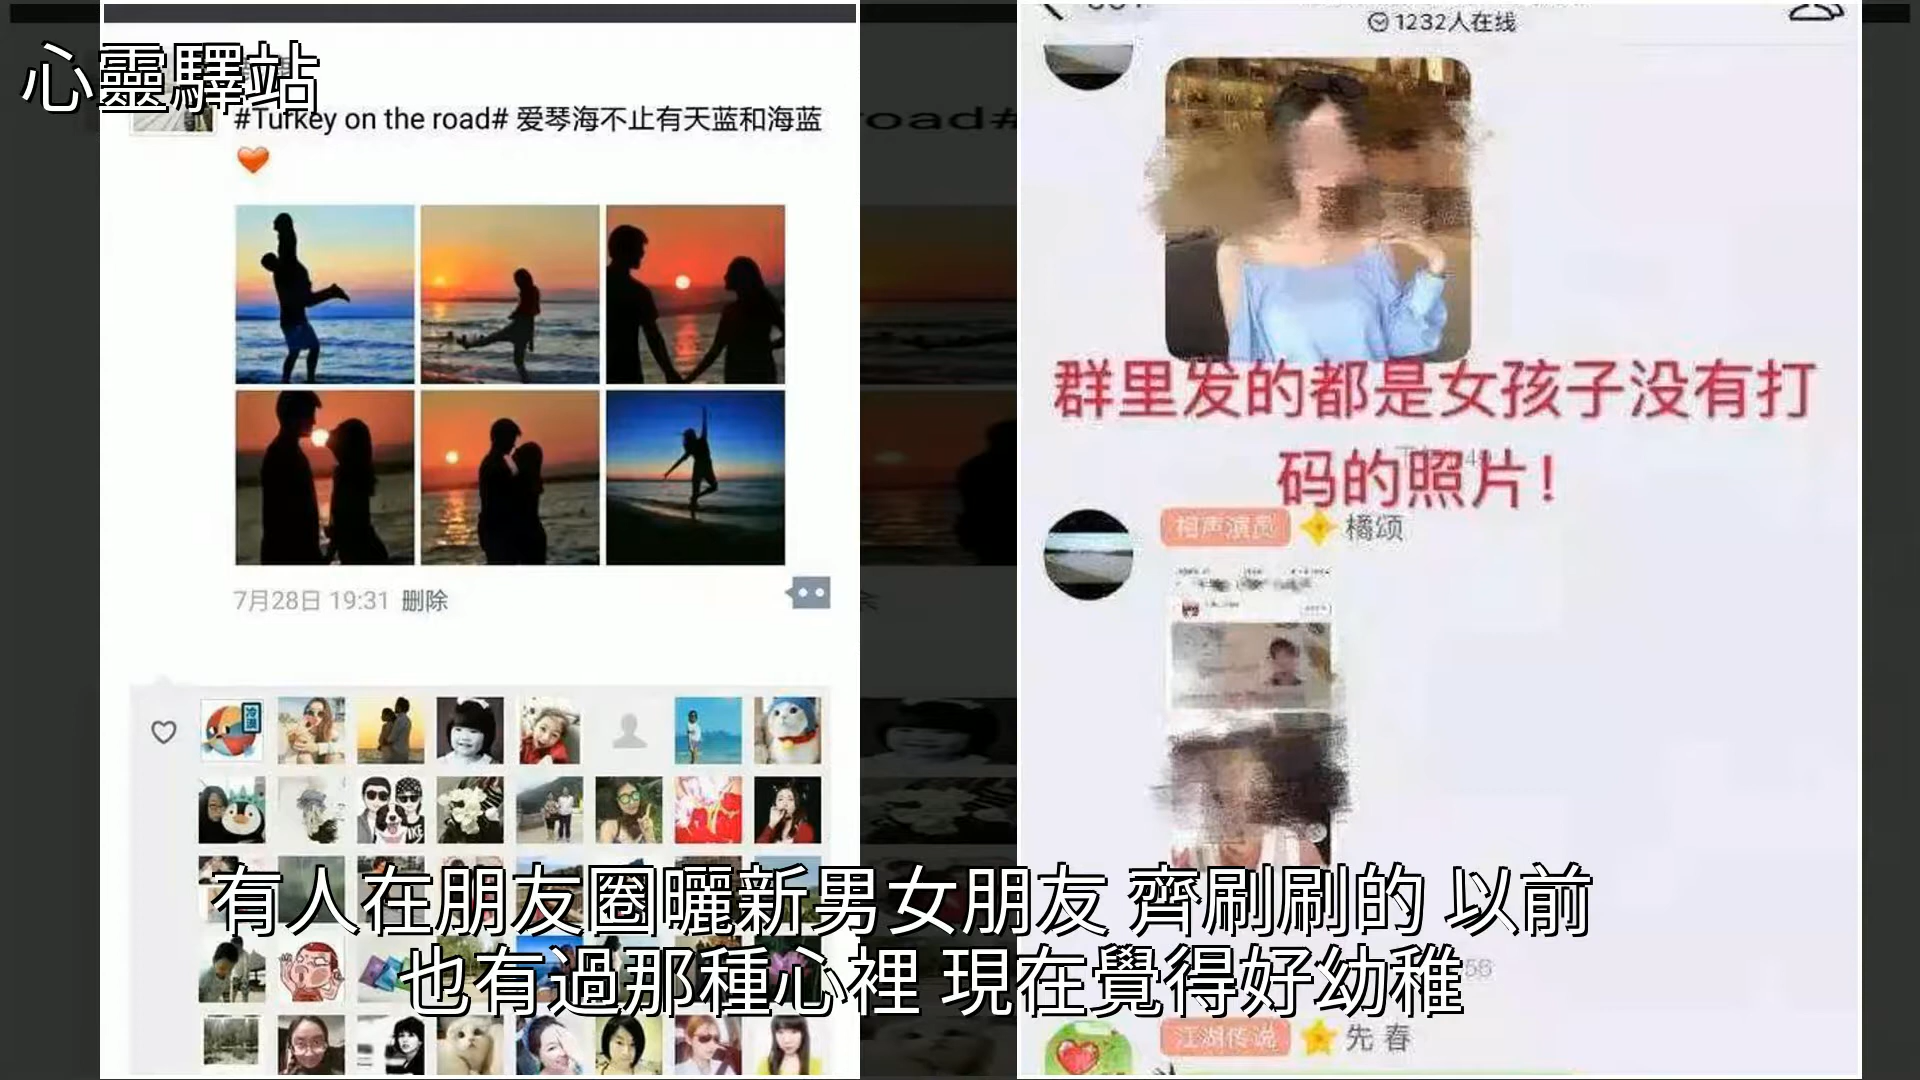 心靈驛站
#Turkey on the road# 爱琴海不止有天蓝和海蓝
7月28日 19:31 删除
1232人在线
群里发的都是女孩子没有打
码的照片！
相声演员 橘颂
江湖传说 先春
有人在朋友圈曬新男女朋友 齊刷刷的 以前
也有過那種心裡 現在覺得好幼稚